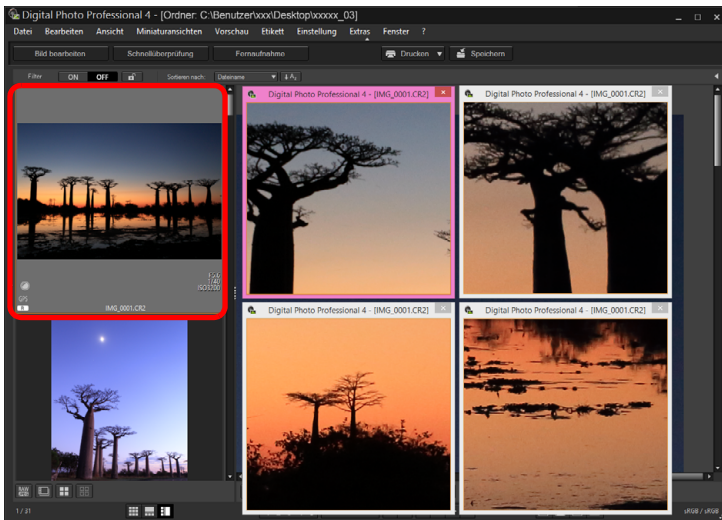 Digital Photo Professional 4 - [Ordner: C:\Benutzer\xxx\Desktop\xxxxx_03]
Datei Bearbeiten Ansicht Miniaturansichten Vorschau Etikett Einstellung Extras Fenster ?
Bild bearbeiten Schnellüberprüfung Fernaufnahme Drucken Speichern
Filter ON OFF Sortieren nach: Dateiname
Digital Photo Professional 4 - [IMG_0001.CR2]
Digital Photo Professional 4 - [IMG_0001.CR2]
1/40
ISO3200
IMG_0001.CR2
Digital Photo Professional 4 - [IMG_0001.CR2]
Digital Photo Professional 4 - [IMG_0001.CR2]
1 / 31
sRGB / sRGB